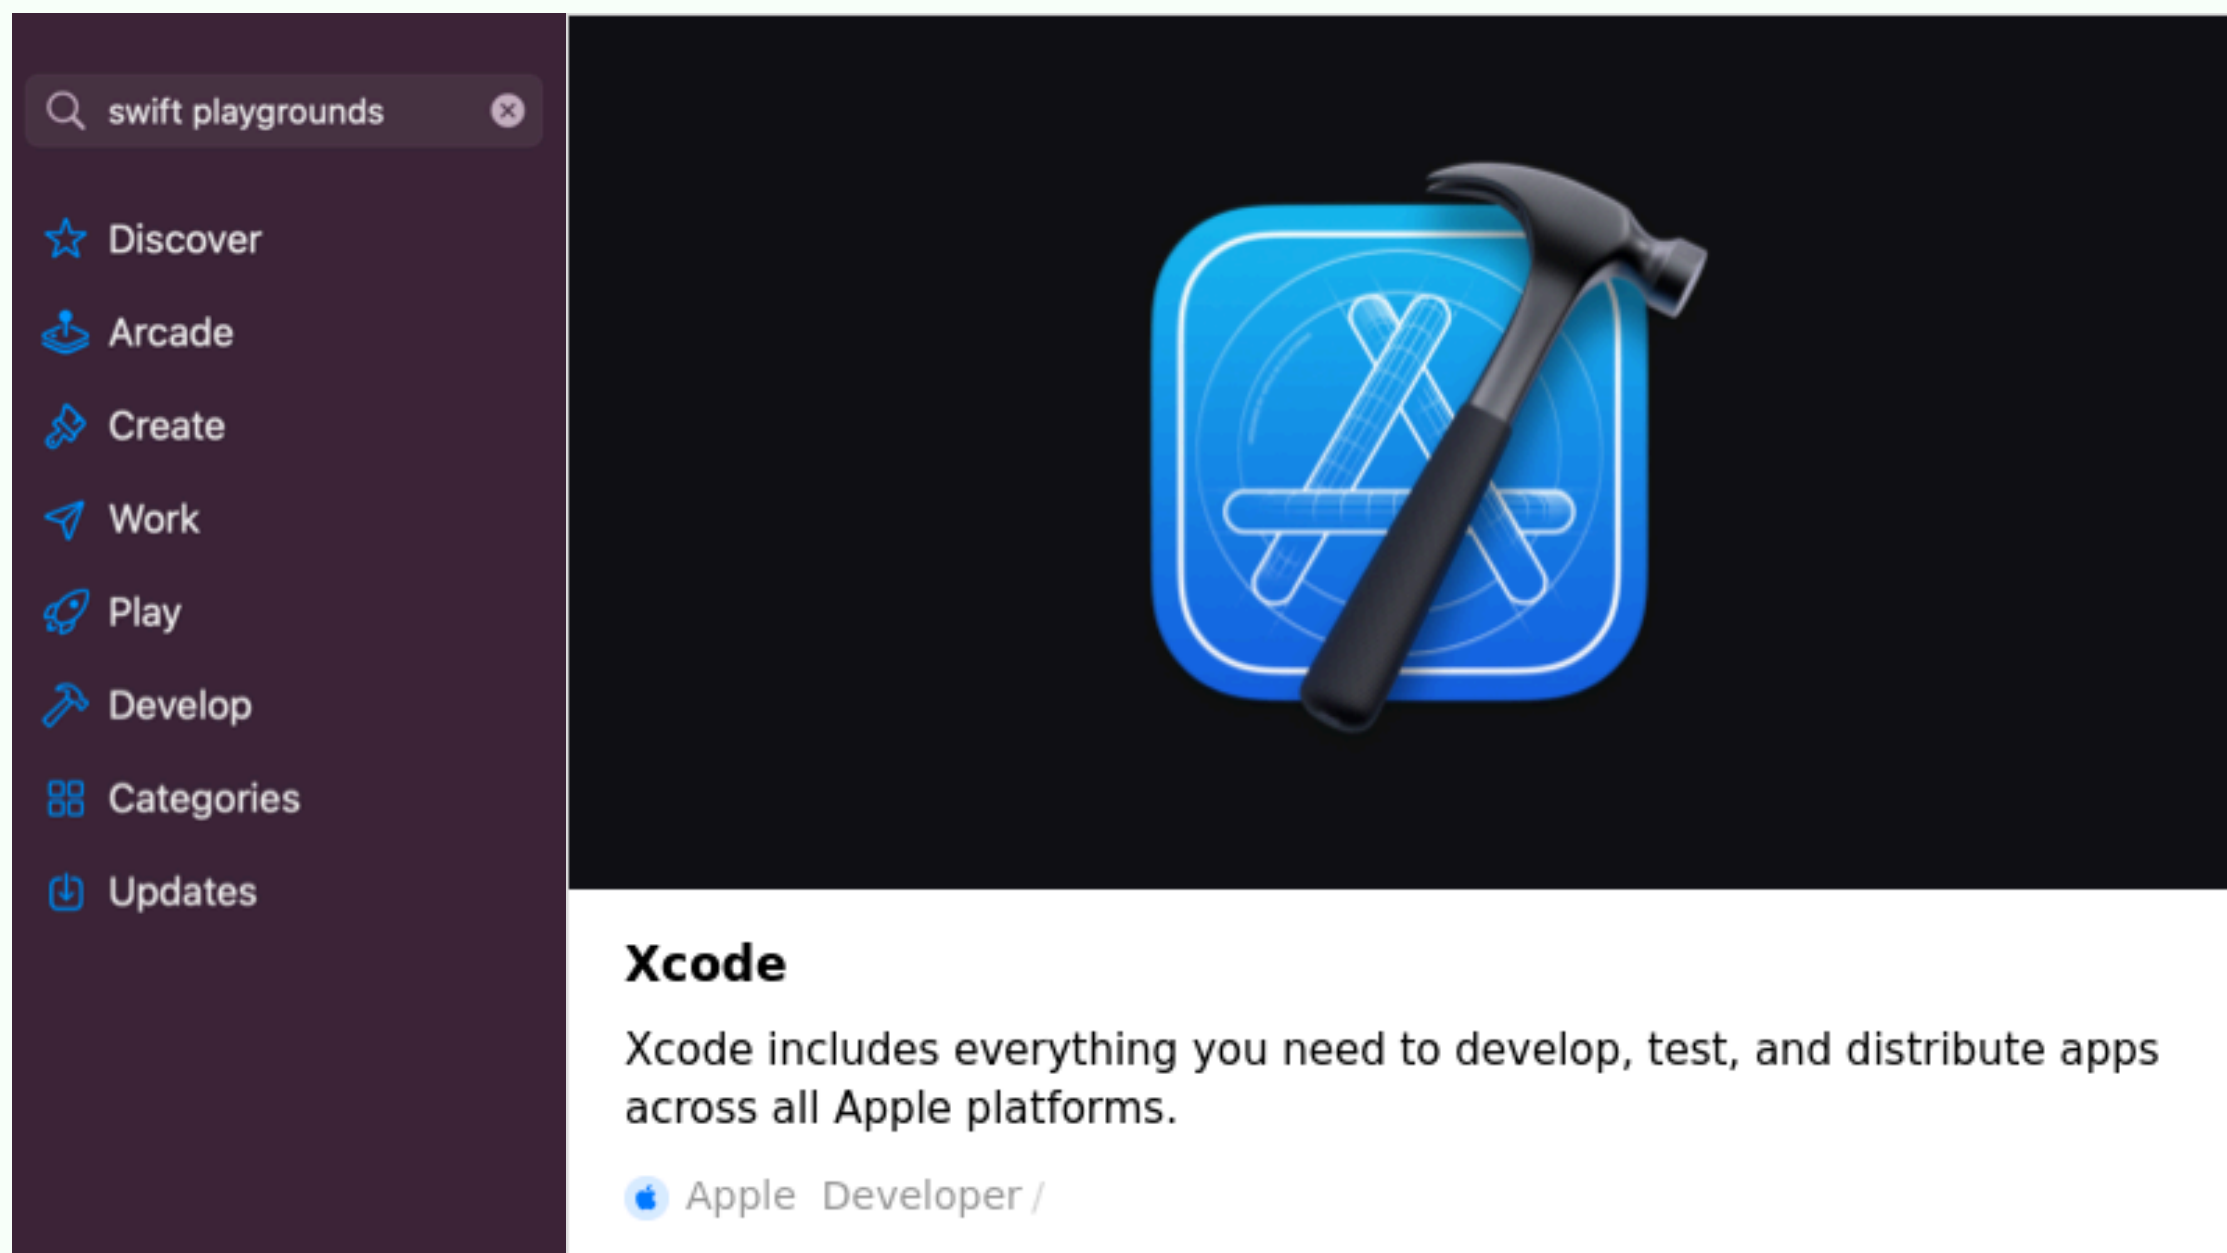 swift playgrounds
Discover
Arcade
Create
Work
Play
Develop
Categories
Updates
Xcode
Xcode includes everything you need to develop, test, and distribute apps
across all Apple platforms.
Apple Developer /